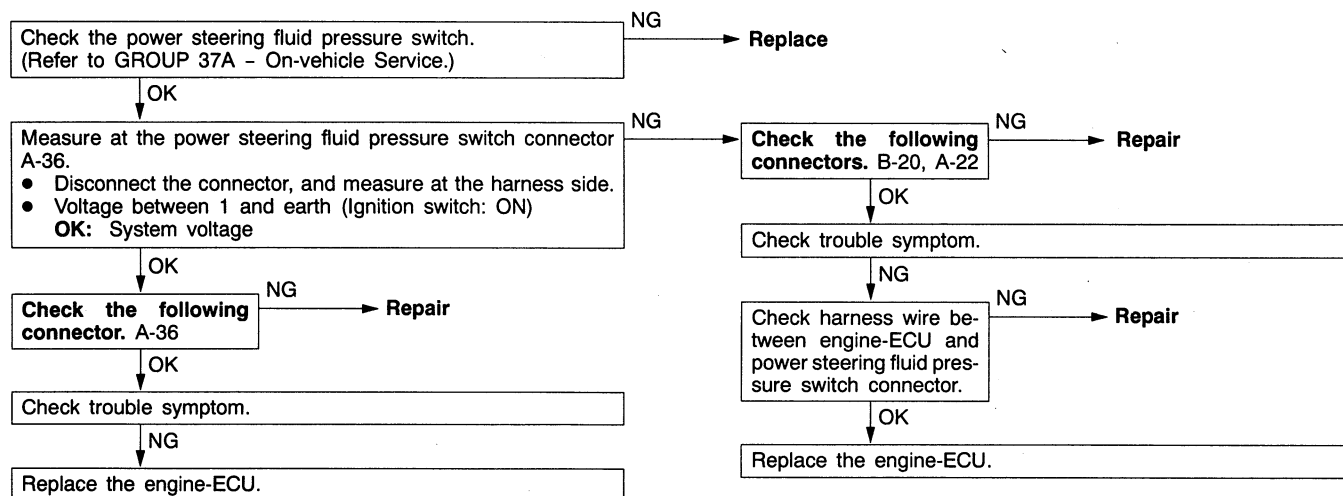 Check the power steering fluid pressure switch.
(Refer to GROUP 37A – On-vehicle Service.)
NG
Replace
OK
Measure at the power steering fluid pressure switch connector
A-36.
● Disconnect the connector, and measure at the harness side.
● Voltage between 1 and earth (Ignition switch: ON)
OK: System voltage
NG
Check the following
connectors. B-20, A-22
NG
Repair
OK
Check trouble symptom.
NG
Check harness wire be-
tween engine-ECU and
power steering fluid pres-
sure switch connector.
NG
Repair
OK
Replace the engine-ECU.
OK
Check the following
connector. A-36
NG
Repair
OK
Check trouble symptom.
NG
Replace the engine-ECU.